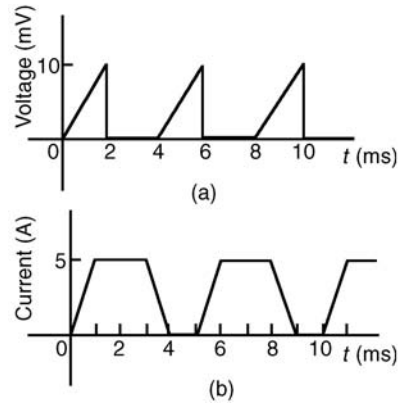 Voltage (mV)
10
0 2 4 6 8 10 t (ms)
(a)
Current (A)
5
0 2 4 6 8 10 t (ms)
(b)